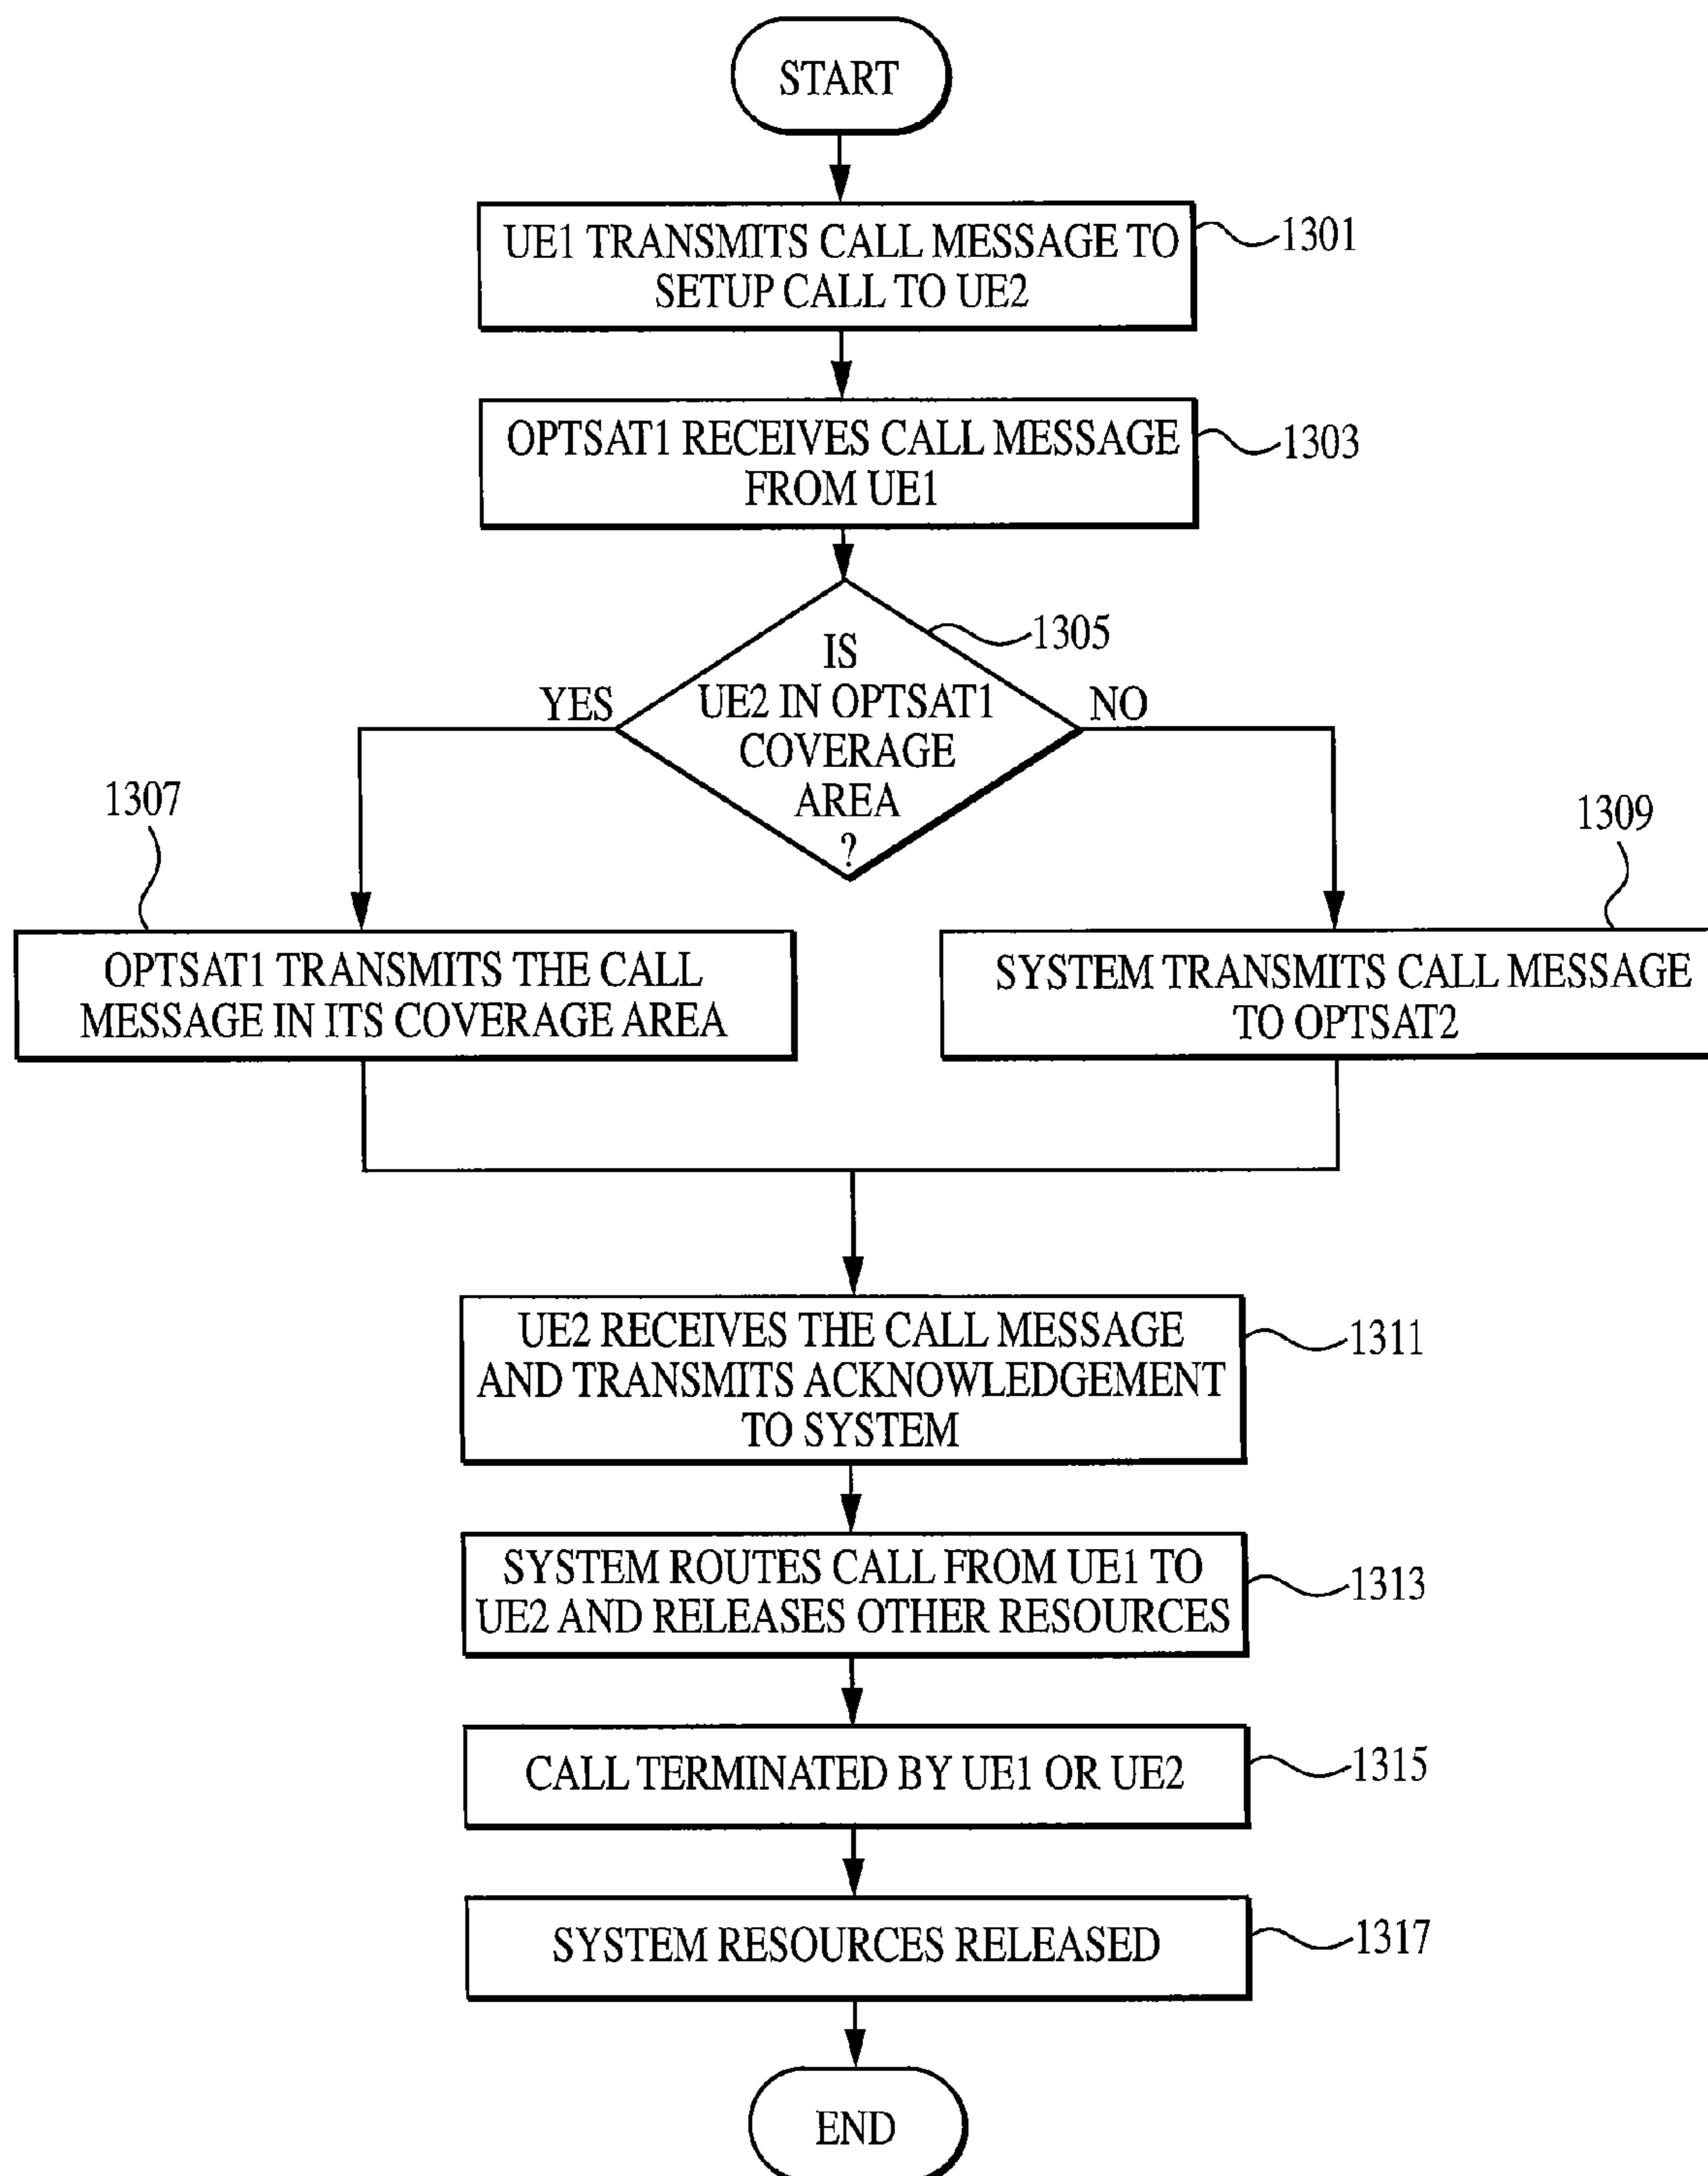 START
UE1 TRANSMITS CALL MESSAGE TO
SETUP CALL TO UE2
1301
OPTSAT1 RECEIVES CALL MESSAGE
FROM UE1
1303
IS
UE2 IN OPTSAT1
COVERAGE
AREA
?
1305
YES
NO
1307
1309
OPTSAT1 TRANSMITS THE CALL
MESSAGE IN ITS COVERAGE AREA
SYSTEM TRANSMITS CALL MESSAGE
TO OPTSAT2
UE2 RECEIVES THE CALL MESSAGE
AND TRANSMITS ACKNOWLEDGEMENT
TO SYSTEM
1311
SYSTEM ROUTES CALL FROM UE1 TO
UE2 AND RELEASES OTHER RESOURCES
1313
CALL TERMINATED BY UE1 OR UE2
1315
SYSTEM RESOURCES RELEASED
1317
END